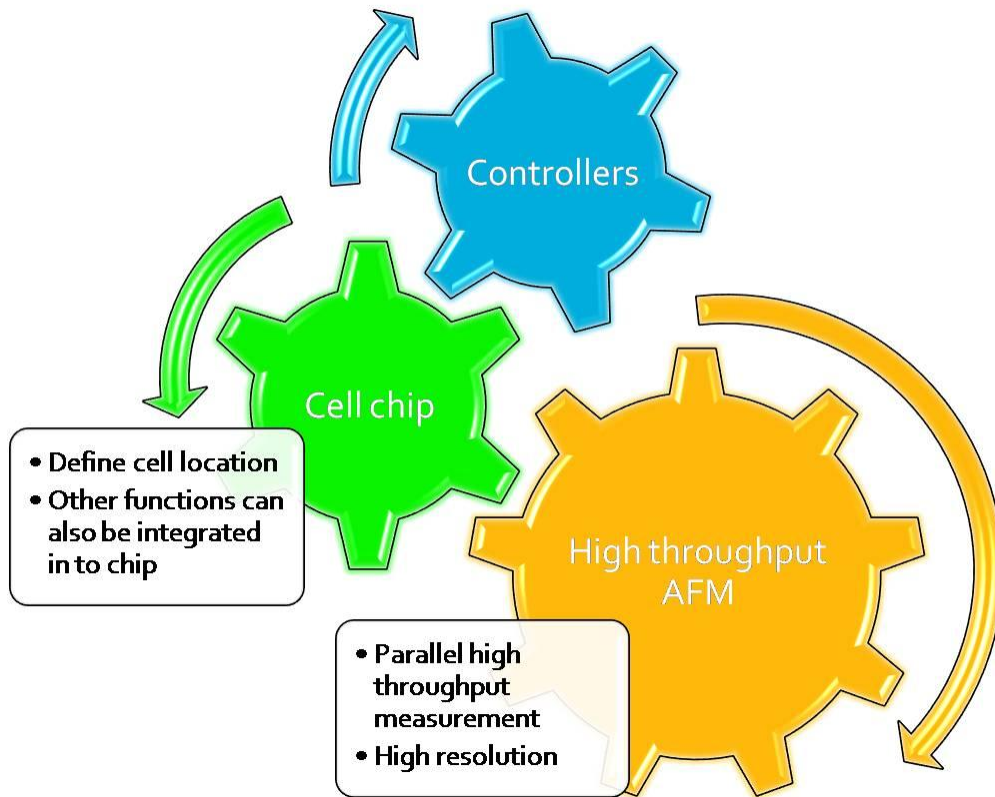 Controllers
Cell chip
• Define cell location
• Other functions can
also be integrated
in to chip
High throughput
AFM
• Parallel high
throughput
measurement
• High resolution